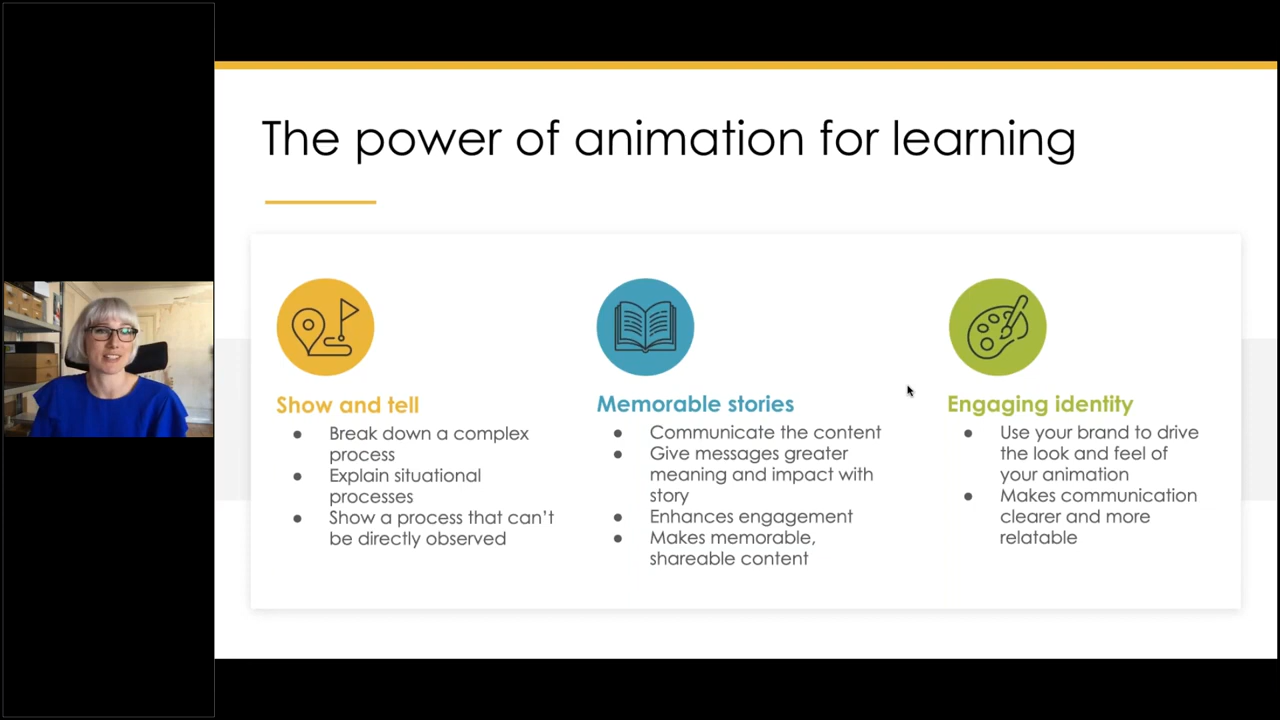 The power of animation for learning
Show and tell
● Break down a complex
process
● Explain situational
processes
● Show a process that can’t
be directly observed
Memorable stories
● Communicate the content
● Give messages greater
meaning and impact with
story
● Enhances engagement
● Makes memorable,
shareable content
Engaging identity
● Use your brand to drive
the look and feel of
your animation
● Makes communication
clearer and more
relatable